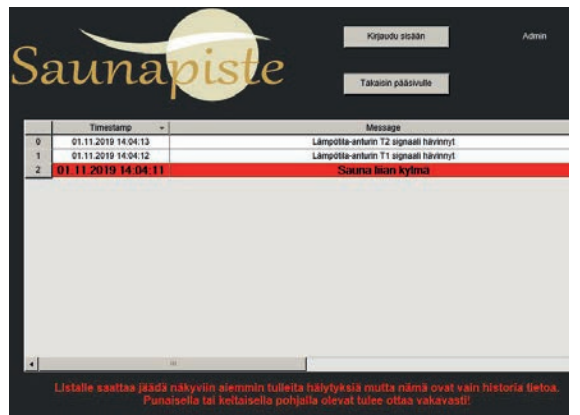 Saunapiste
Kirjaudu sisään
Admin
Takaisin pääsivulle
Timestamp Message
0 01.11.2019 14:04:13 Lämpötila-anturin T2 signaali hävinnyt
1 01.11.2019 14:04:12 Lämpötila-anturin T1 signaali hävinnyt
2 01.11.2019 14:04:11 Sauna liian kylmä
Listalle saattaa jäädä näkyviin aiemmin tulleita hälytyksiä mutta nämä ovat vain historia tietoa.
Punaisella tai keltaisella pohjalla olevat tulee ottaa vakavasti!